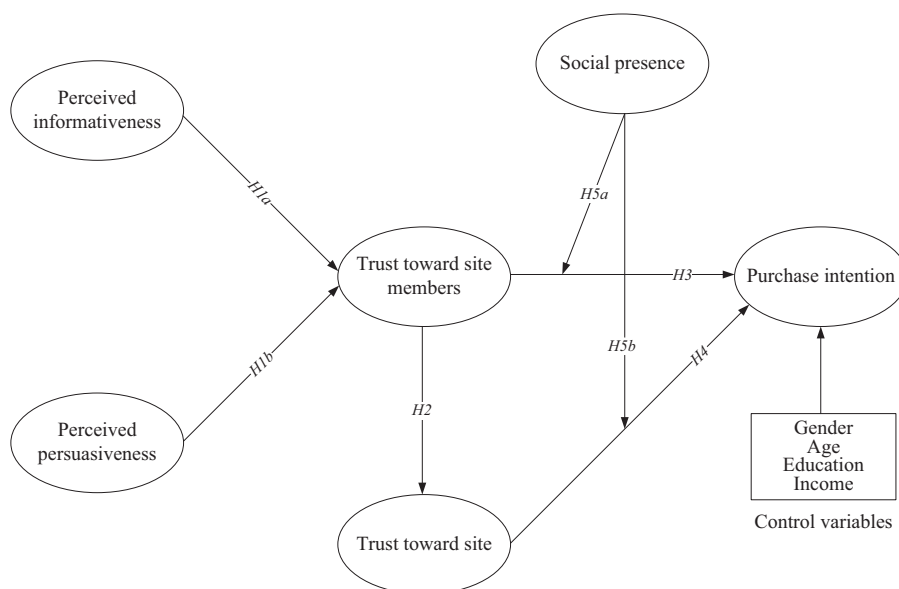 Social presence
Perceived
informativeness
H1a
H5a
Trust toward site
members
H3
Purchase intention
H1b
H5b
H4
H2
Perceived
persuasiveness
Gender
Age
Education
Income
Control variables
Trust toward site